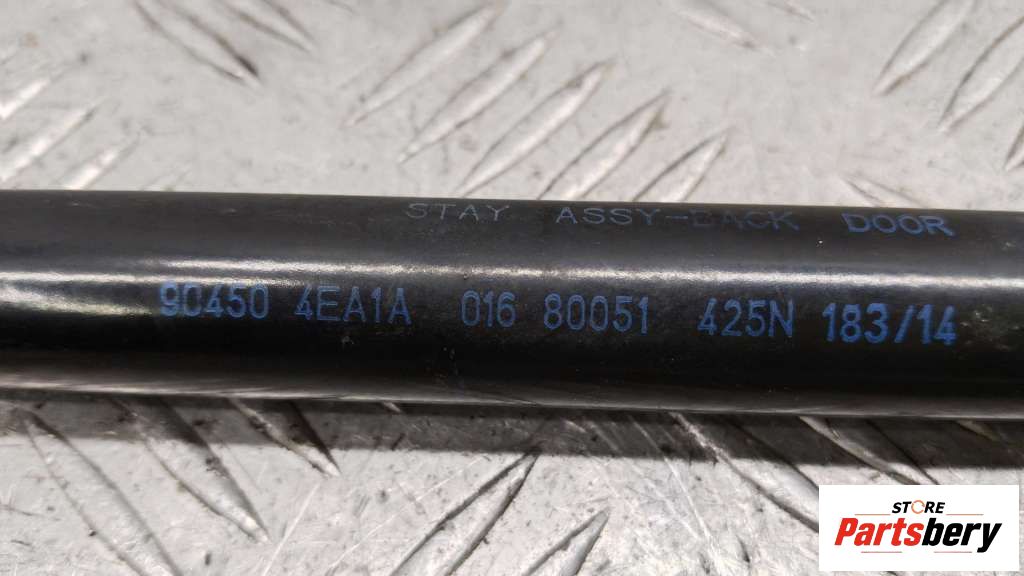 STAY ASSY-BACK DOOR
90450 4EA1A 016 80051 425N 183/14
STORE
Partsbery